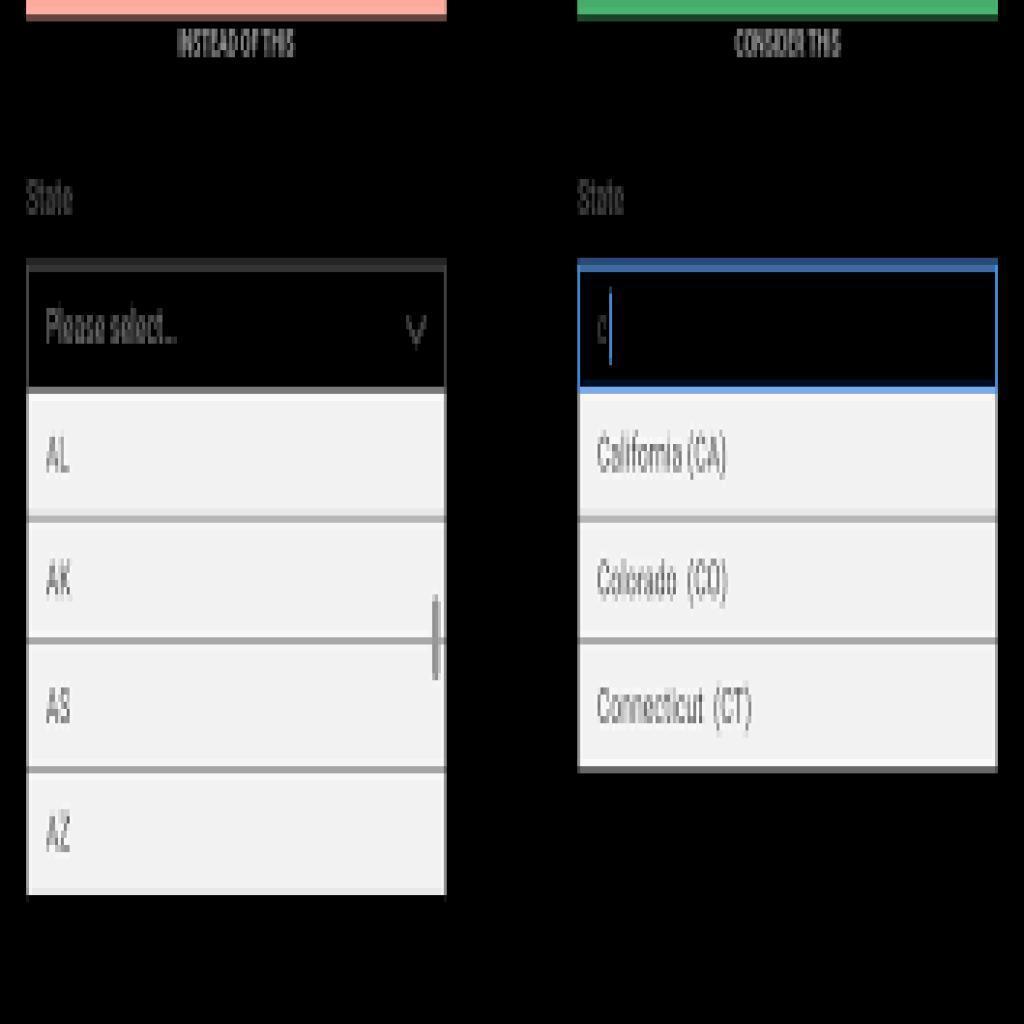 INSTEAD OF THIS
State
Please select...
AL
AK
AS
AZ
CONSIDER THIS
State
c
California (CA)
Colorado (CO)
Connecticut (CT)